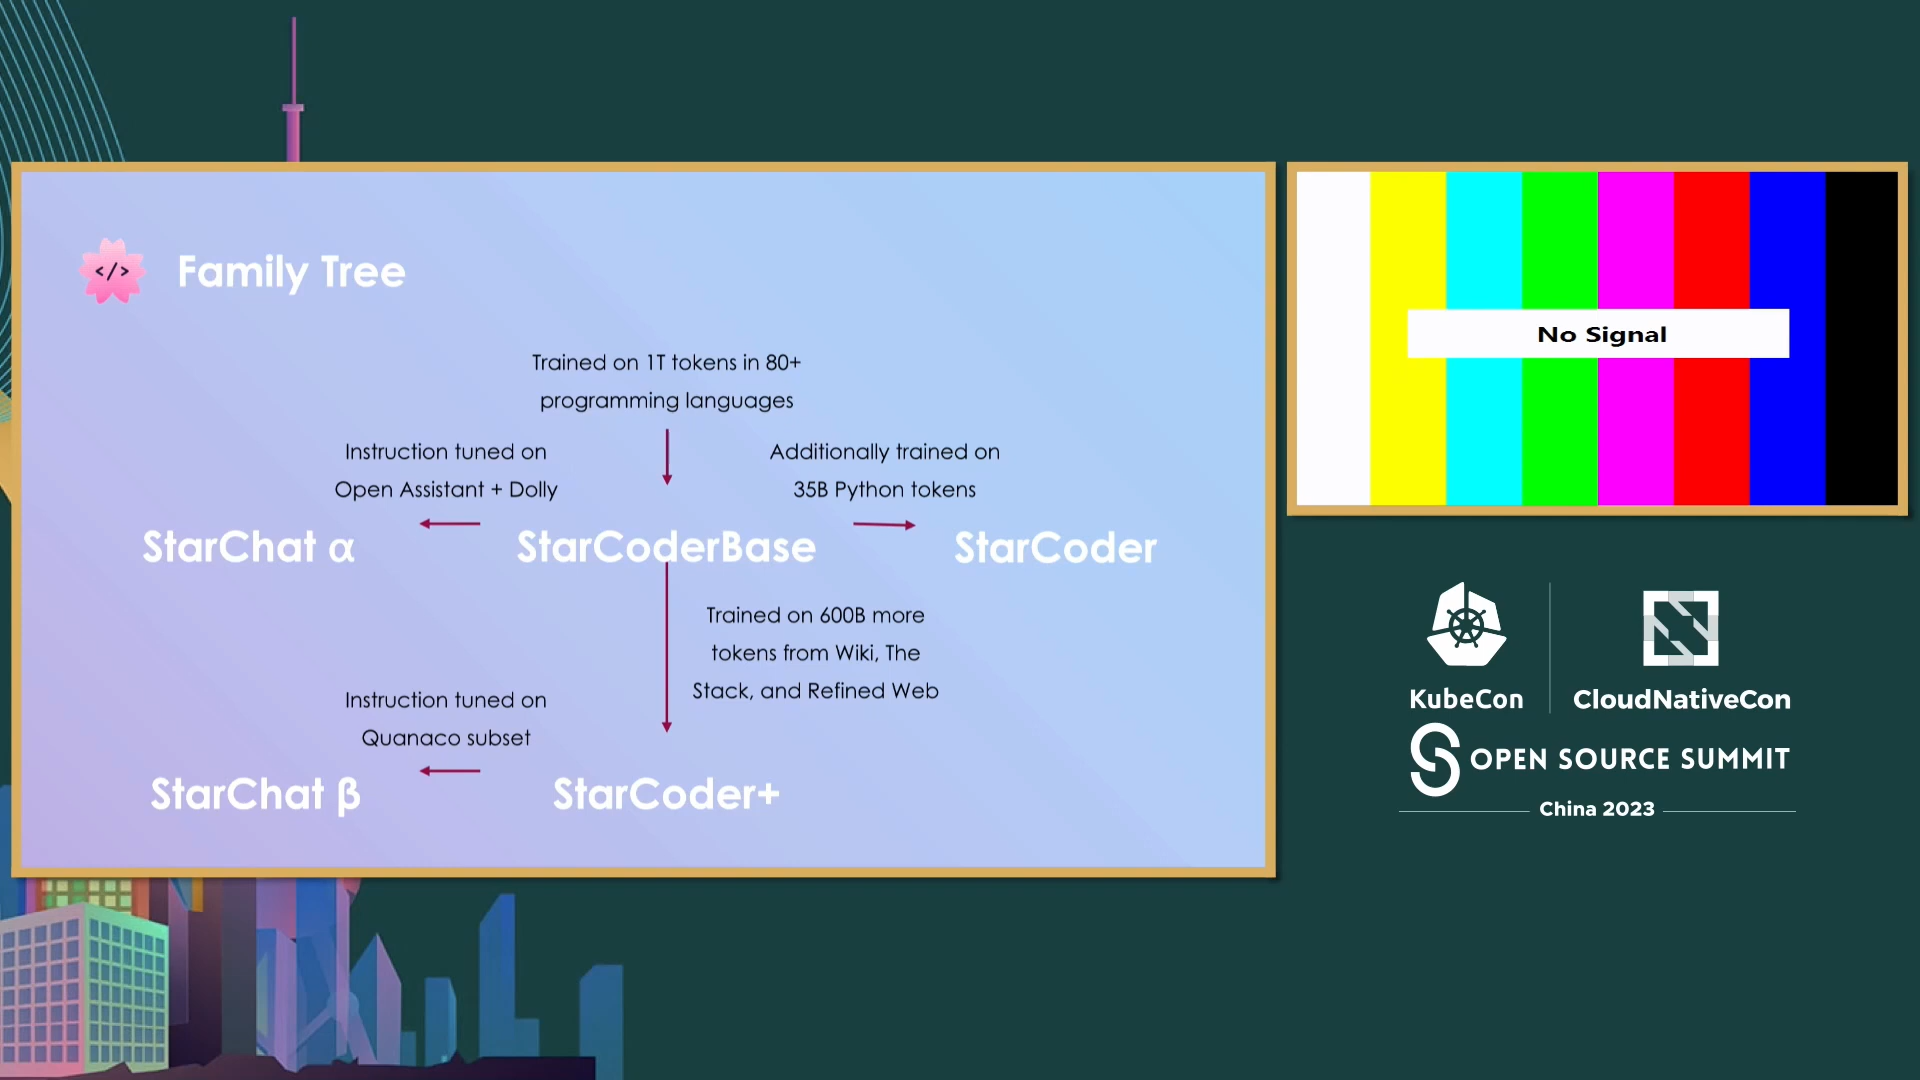 </>
Family Tree
Trained on 1T tokens in 80+
programming languages
Instruction tuned on
Open Assistant + Dolly
Additionally trained on
35B Python tokens
StarChat α
StarCoderBase
StarCoder
Trained on 600B more
tokens from Wiki, The
Stack, and Refined Web
Instruction tuned on
Quanaco subset
StarChat β
StarCoder+
No Signal
KubeCon
CloudNativeCon
OPEN SOURCE SUMMIT
China 2023